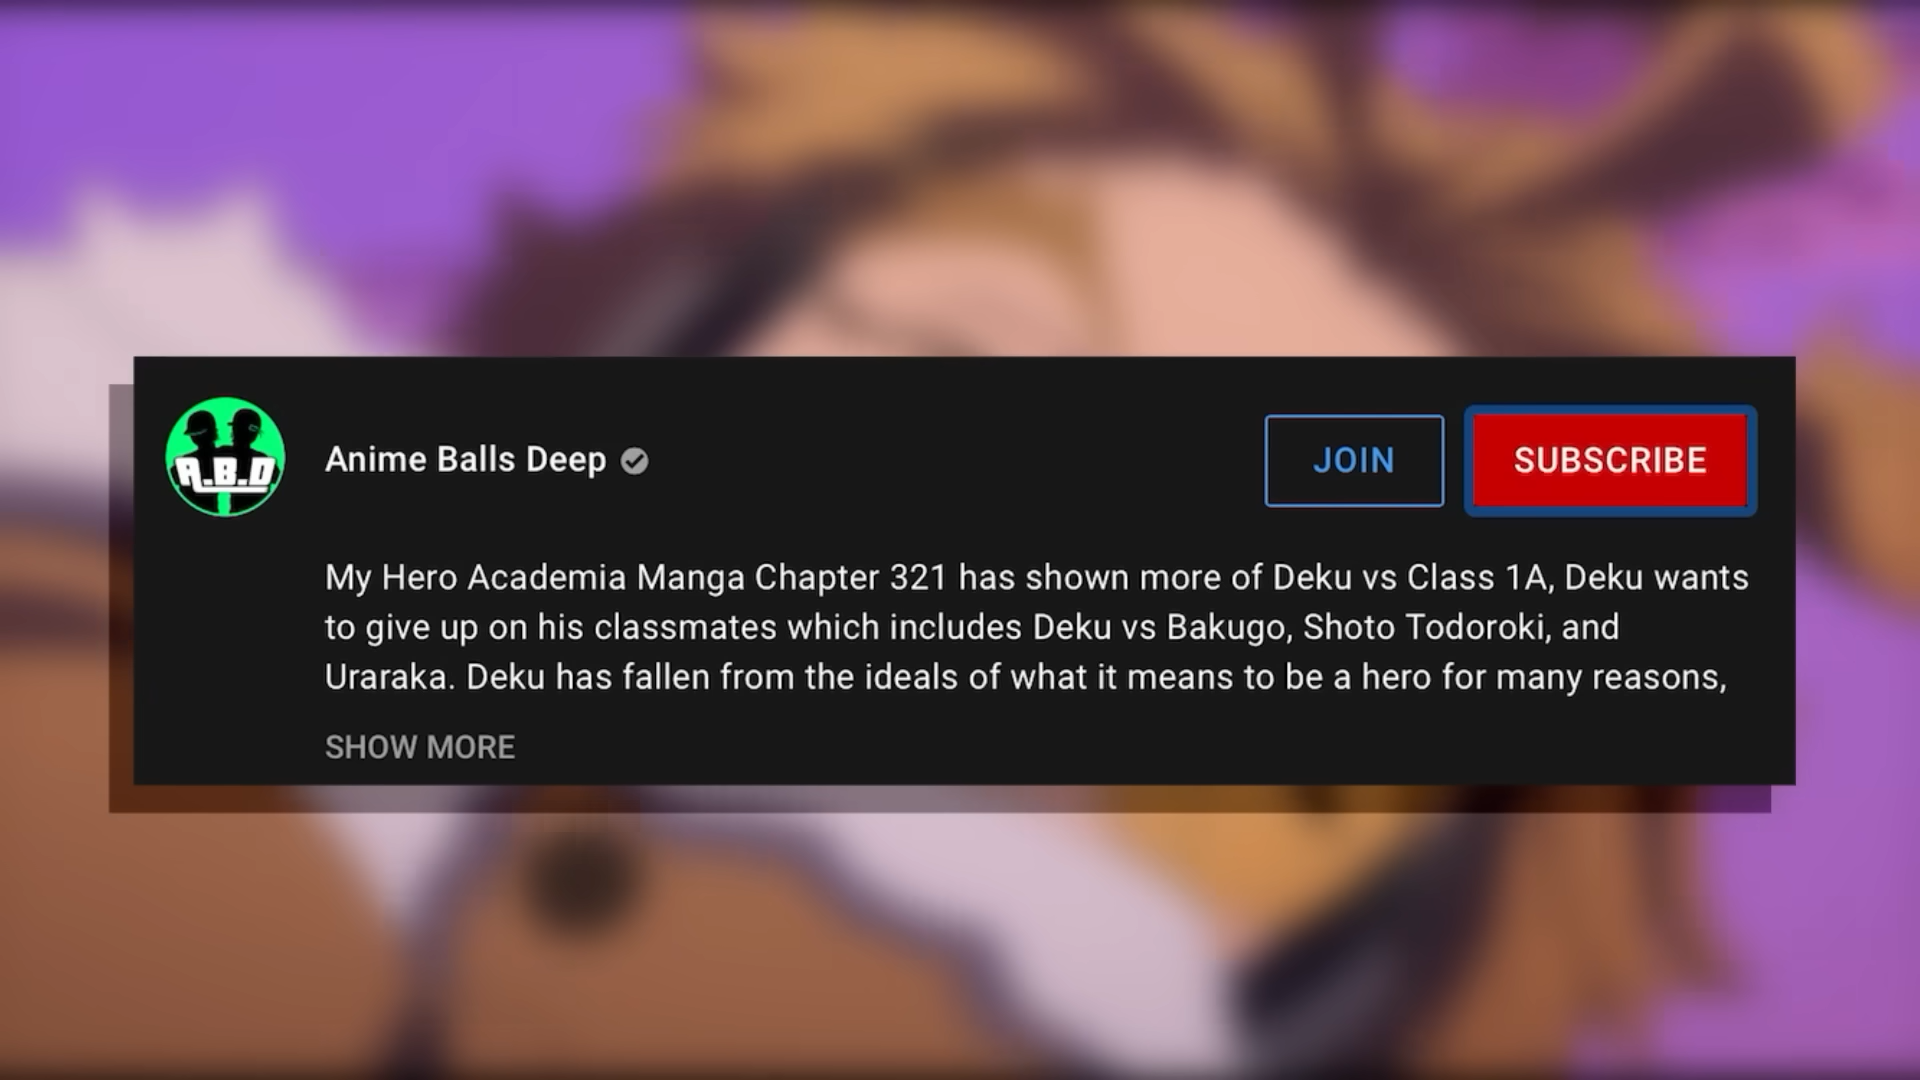 A.B.D
Anime Balls Deep
JOIN
SUBSCRIBE
My Hero Academia Manga Chapter 321 has shown more of Deku vs Class 1A, Deku wants
to give up on his classmates which includes Deku vs Bakugo, Shoto Todoroki, and
Uraraka. Deku has fallen from the ideals of what it means to be a hero for many reasons,
SHOW MORE